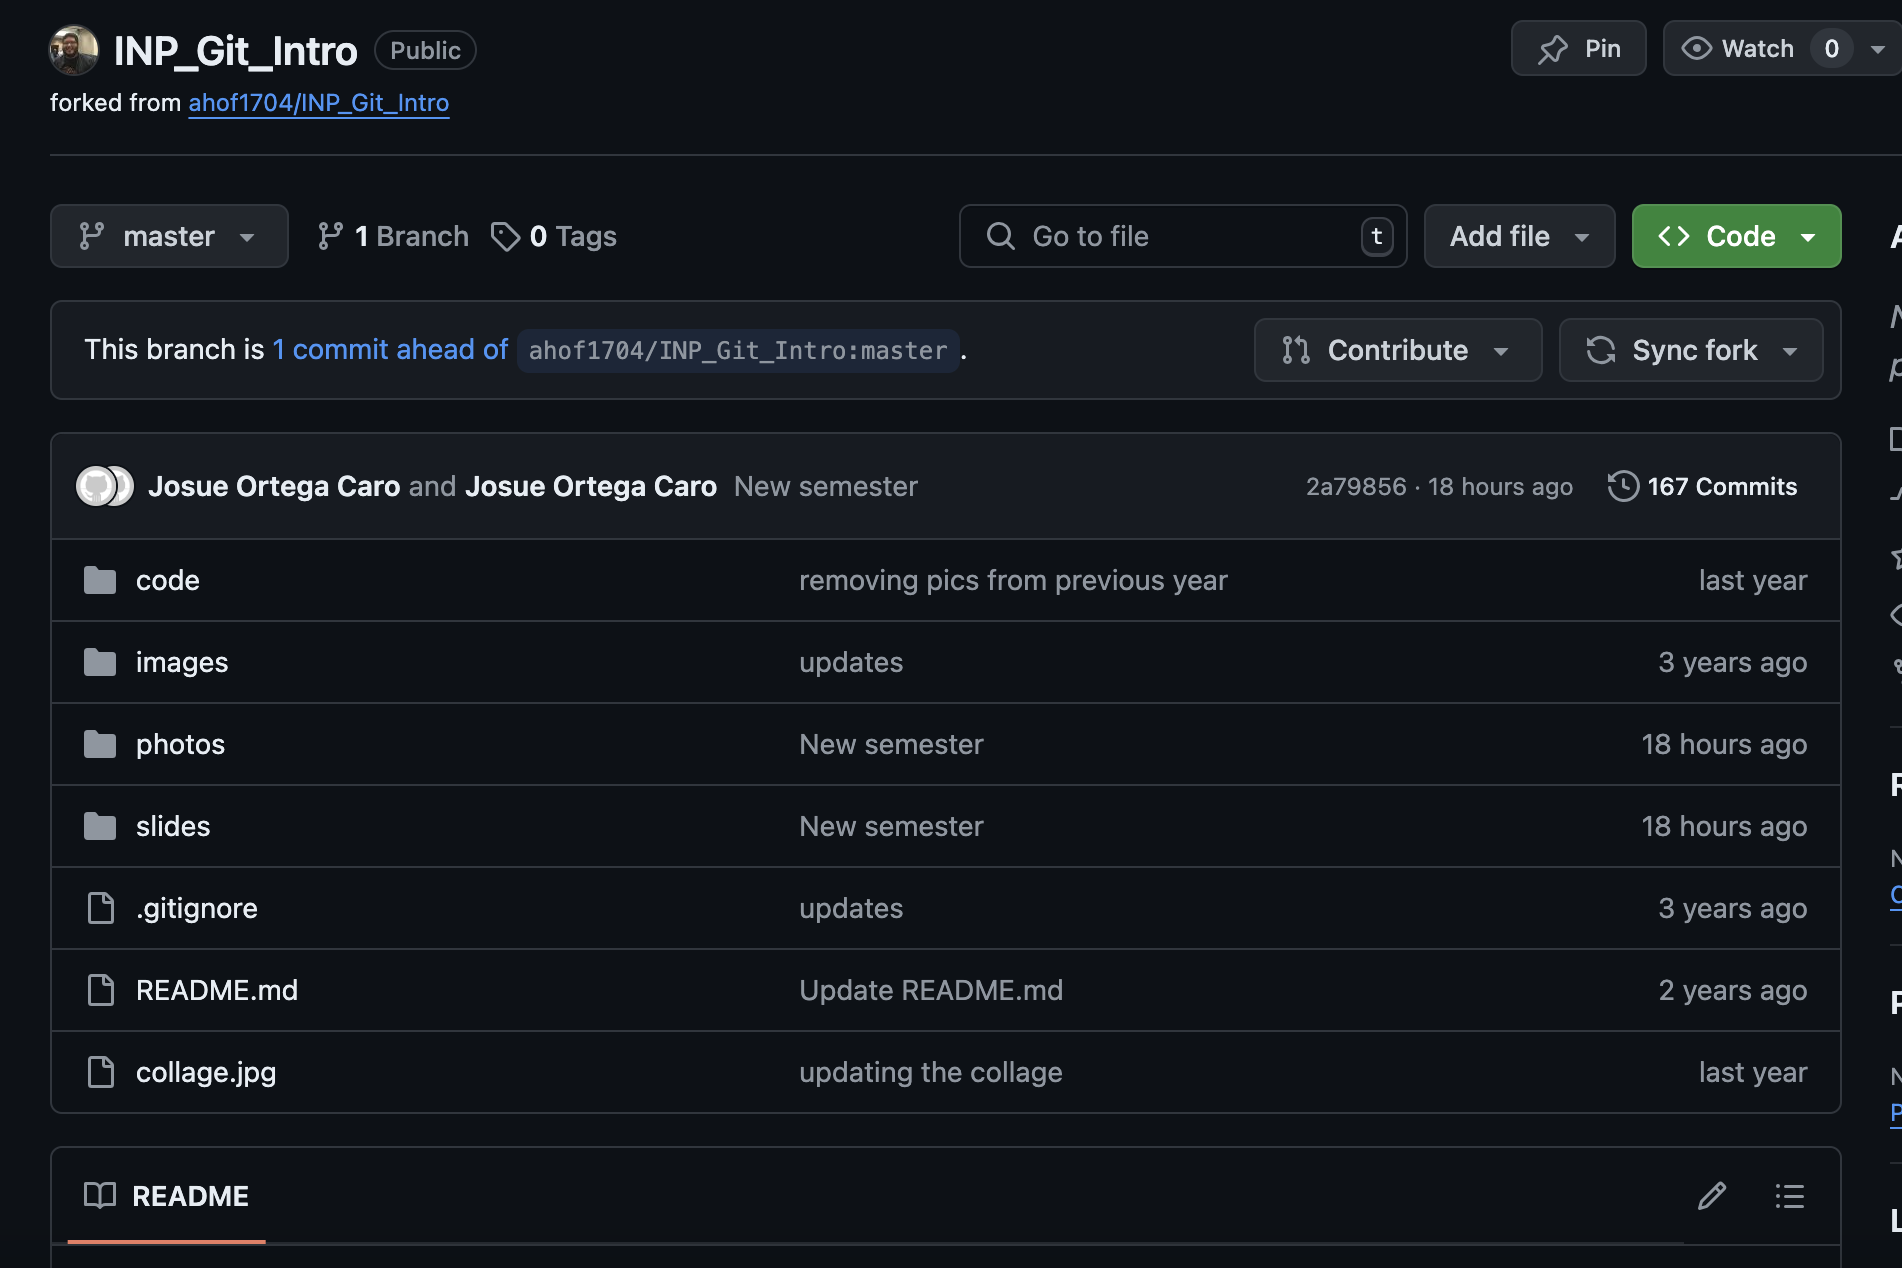 INP_Git_Intro Public Pin Watch 0
forked from ahof1704/INP_Git_Intro
master 1 Branch 0 Tags Go to file t Add file <> Code
This branch is 1 commit ahead of ahof1704/INP_Git_Intro:master . Contribute Sync fork
Josue Ortega Caro and Josue Ortega Caro New semester 2a79856 · 18 hours ago 167 Commits
code removing pics from previous year last year
images updates 3 years ago
photos New semester 18 hours ago
slides New semester 18 hours ago
.gitignore updates 3 years ago
README.md Update README.md 2 years ago
collage.jpg updating the collage last year
README